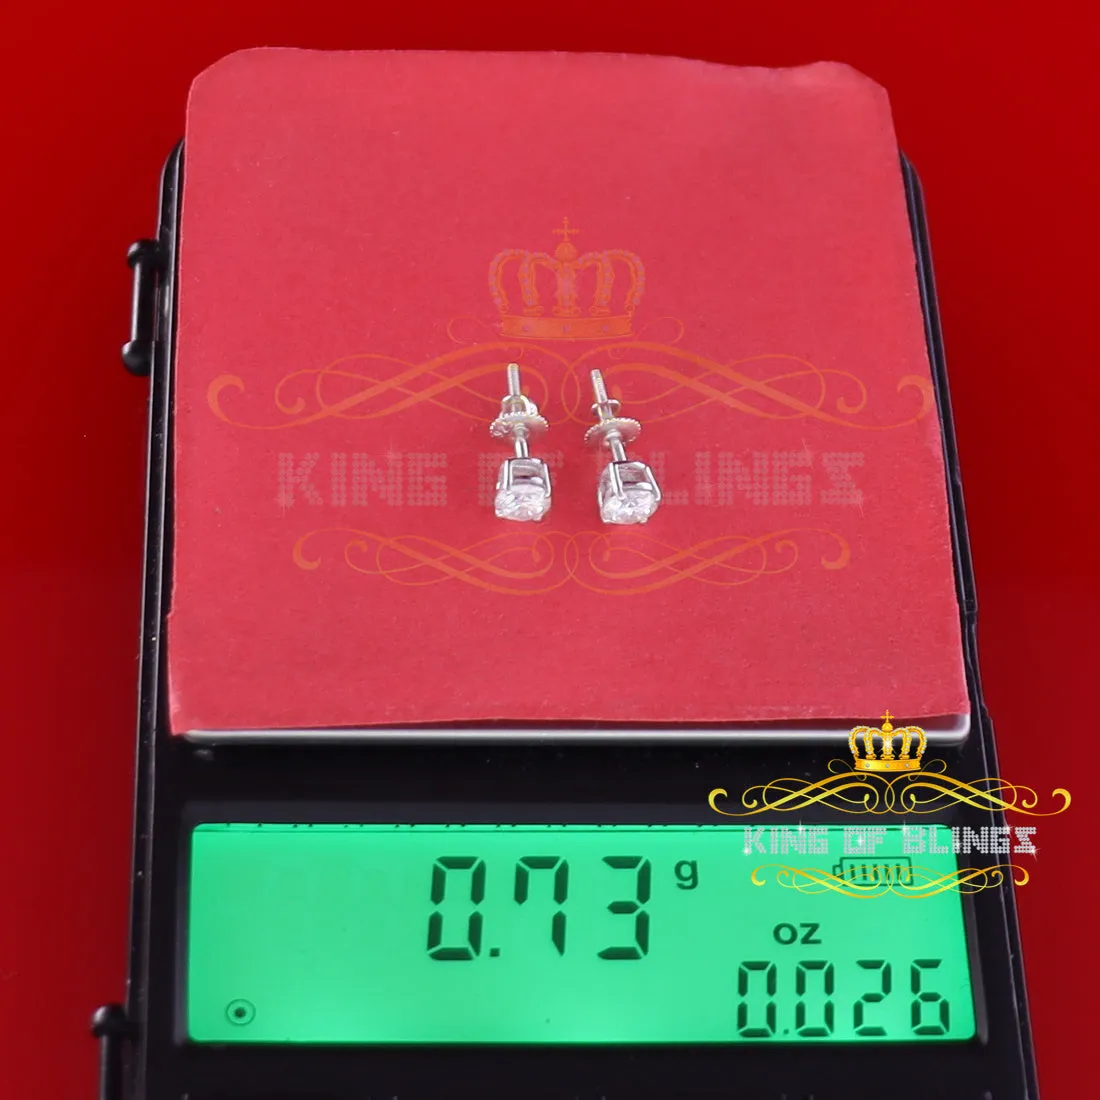 KING OF BLINGS
KING OF BLINGS
0.73 g
oz
0.026